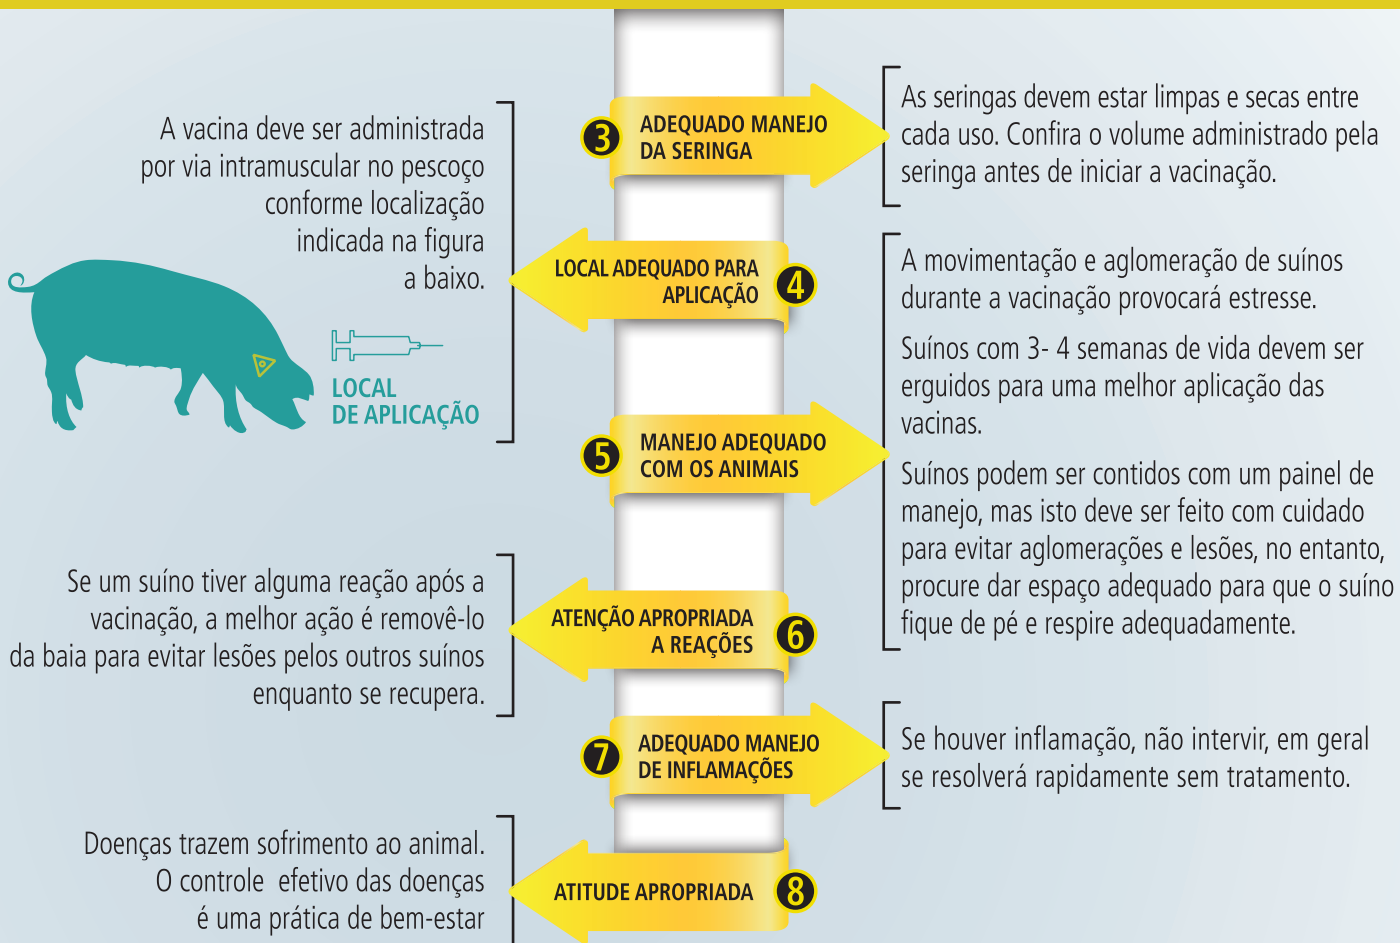 3
ADEQUADO MANEJO
DA SERINGA
As seringas devem estar limpas e secas entre
cada uso. Confira o volume administrado pela
seringa antes de iniciar a vacinação.
4
LOCAL ADEQUADO PARA
APLICAÇÃO
A vacina deve ser administrada
por via intramuscular no pescoço
conforme localização
indicada na figura
a baixo.
LOCAL
DE APLICAÇÃO
5
MANEJO ADEQUADO
COM OS ANIMAIS
A movimentação e aglomeração de suínos
durante a vacinação provocará estresse.
Suínos com 3- 4 semanas de vida devem ser
erguidos para uma melhor aplicação das
vacinas.
Suínos podem ser contidos com um painel de
manejo, mas isto deve ser feito com cuidado
para evitar aglomerações e lesões, no entanto,
procure dar espaço adequado para que o suíno
fique de pé e respire adequadamente.
6
ATENÇÃO APROPRIADA
A REAÇÕES
Se um suíno tiver alguma reação após a
vacinação, a melhor ação é removê-lo
da baia para evitar lesões pelos outros suínos
enquanto se recupera.
7
ADEQUADO MANEJO
DE INFLAMAÇÕES
Se houver inflamação, não intervir, em geral
se resolverá rapidamente sem tratamento.
8
ATITUDE APROPRIADA
Doenças trazem sofrimento ao animal.
O controle efetivo das doenças
é uma prática de bem-estar